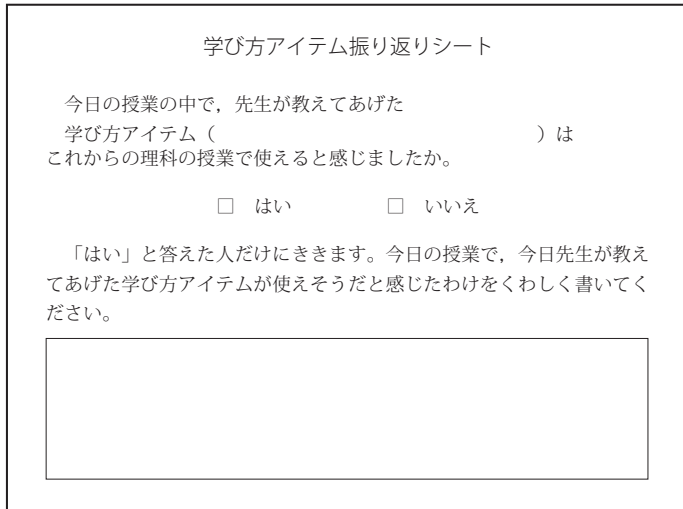 学び方アイテム振り返りシート
今日の授業の中で，先生が教えてあげた
学び方アイテム（　　　　　　　　　　　　　　　　　）は
これからの理科の授業で使えると感じましたか。
□　はい　　　　　□　いいえ
「はい」と答えた人だけにききます。今日の授業で，今日先生が教え
てあげた学び方アイテムが使えそうだと感じたわけをくわしく書いてく
ださい。